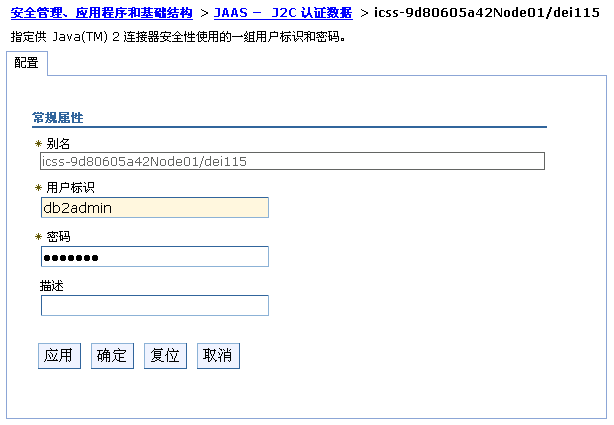 安全管理、应用程序和基础结构 > JAAS － J2C 认证数据 > icss-9d80605a42Node01/dei115
指定供 Java(TM) 2 连接器安全性使用的一组用户标识和密码。
配置
常规属性
* 别名
icss-9d80605a42Node01/dei115
* 用户标识
db2admin
* 密码
●●●●●●●
描述
应用 确定 复位 取消